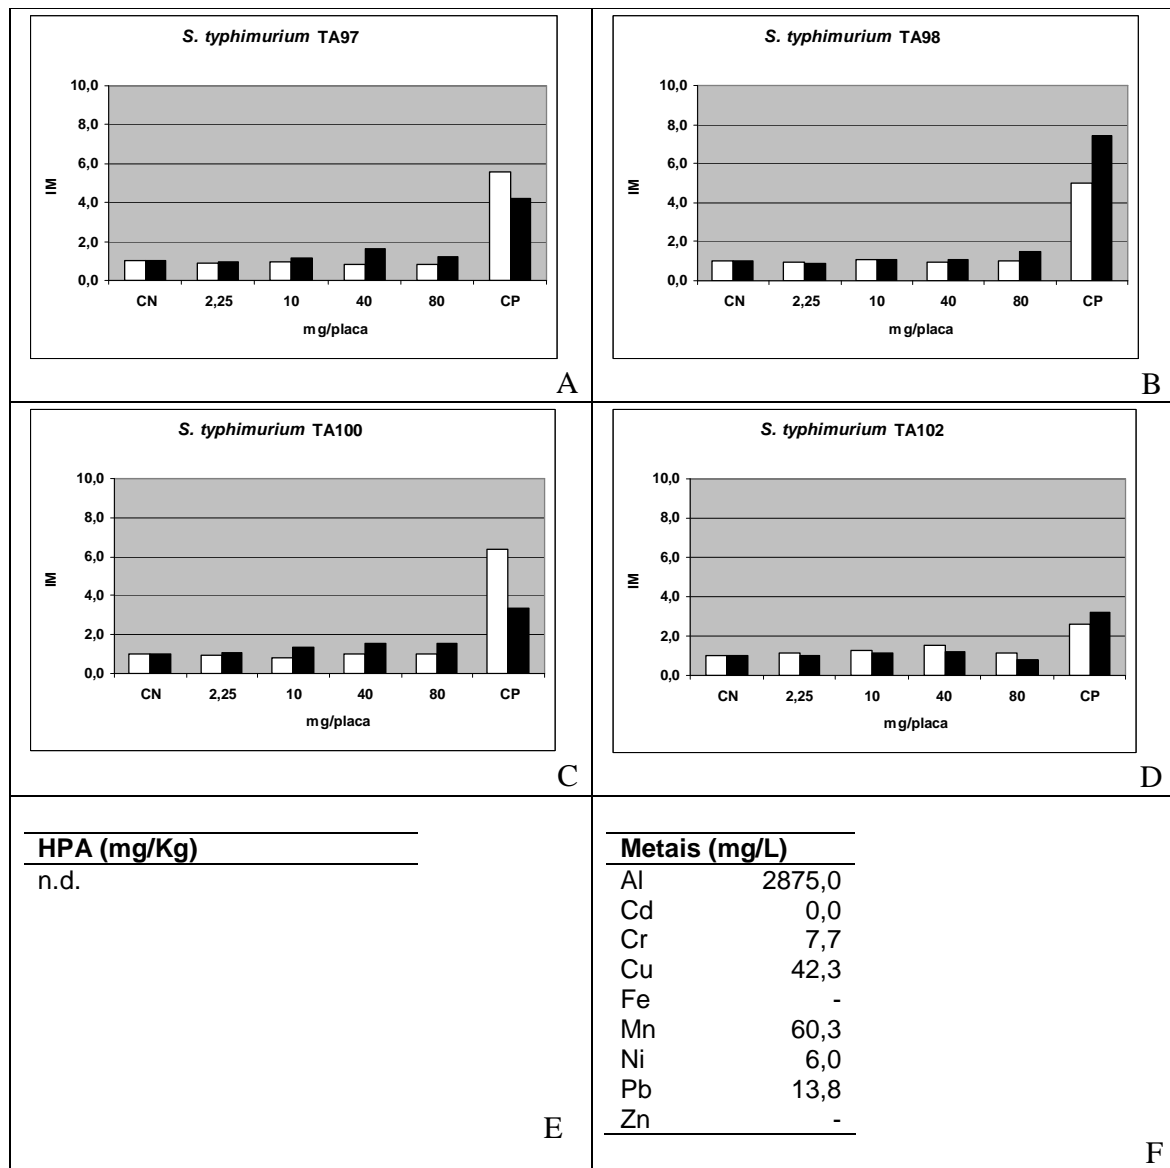 S. typhimurium TA97
10,0
8,0
6,0
4,0
2,0
0,0
IM
CN 2,25 10 40 80 CP
mg/placa
A
S. typhimurium TA98
10,0
8,0
6,0
4,0
2,0
0,0
IM
CN 2,25 10 40 80 CP
mg/placa
B
S. typhimurium TA100
10,0
8,0
6,0
4,0
2,0
0,0
IM
CN 2,25 10 40 80 CP
mg/placa
C
S. typhimurium TA102
10,0
8,0
6,0
4,0
2,0
0,0
IM
CN 2,25 10 40 80 CP
mg/placa
D
HPA (mg/Kg)
n.d.
E
Metais (mg/L)
Al 2875,0
Cd 0,0
Cr 7,7
Cu 42,3
Fe -
Mn 60,3
Ni 6,0
Pb 13,8
Zn -
F